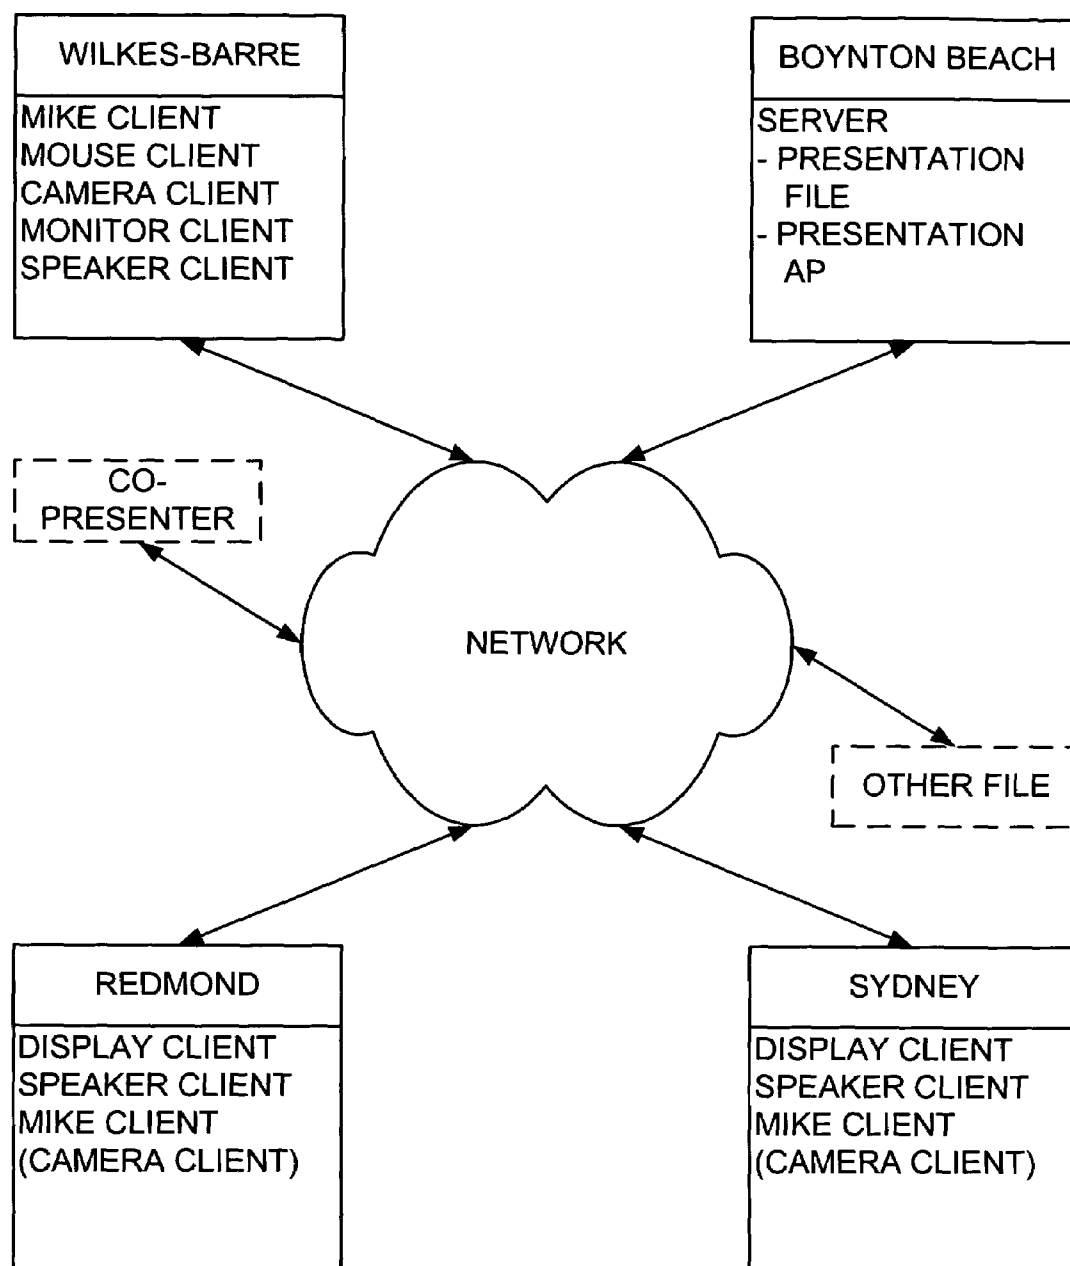 WILKES-BARRE
MIKE CLIENT
MOUSE CLIENT
CAMERA CLIENT
MONITOR CLIENT
SPEAKER CLIENT
BOYNTON BEACH
SERVER
- PRESENTATION
FILE
- PRESENTATION
AP
CO-
PRESENTER
NETWORK
OTHER FILE
REDMOND
DISPLAY CLIENT
SPEAKER CLIENT
MIKE CLIENT
(CAMERA CLIENT)
SYDNEY
DISPLAY CLIENT
SPEAKER CLIENT
MIKE CLIENT
(CAMERA CLIENT)